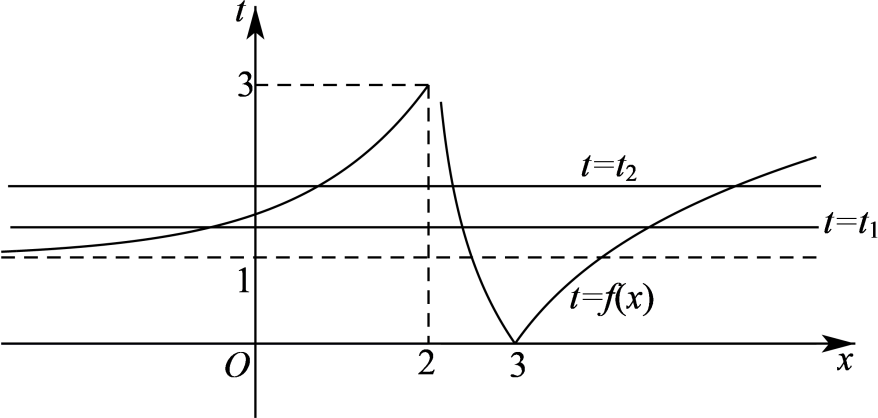 t
3
t=t₂
t=t₁
1
t=f(x)
O
2
3
x